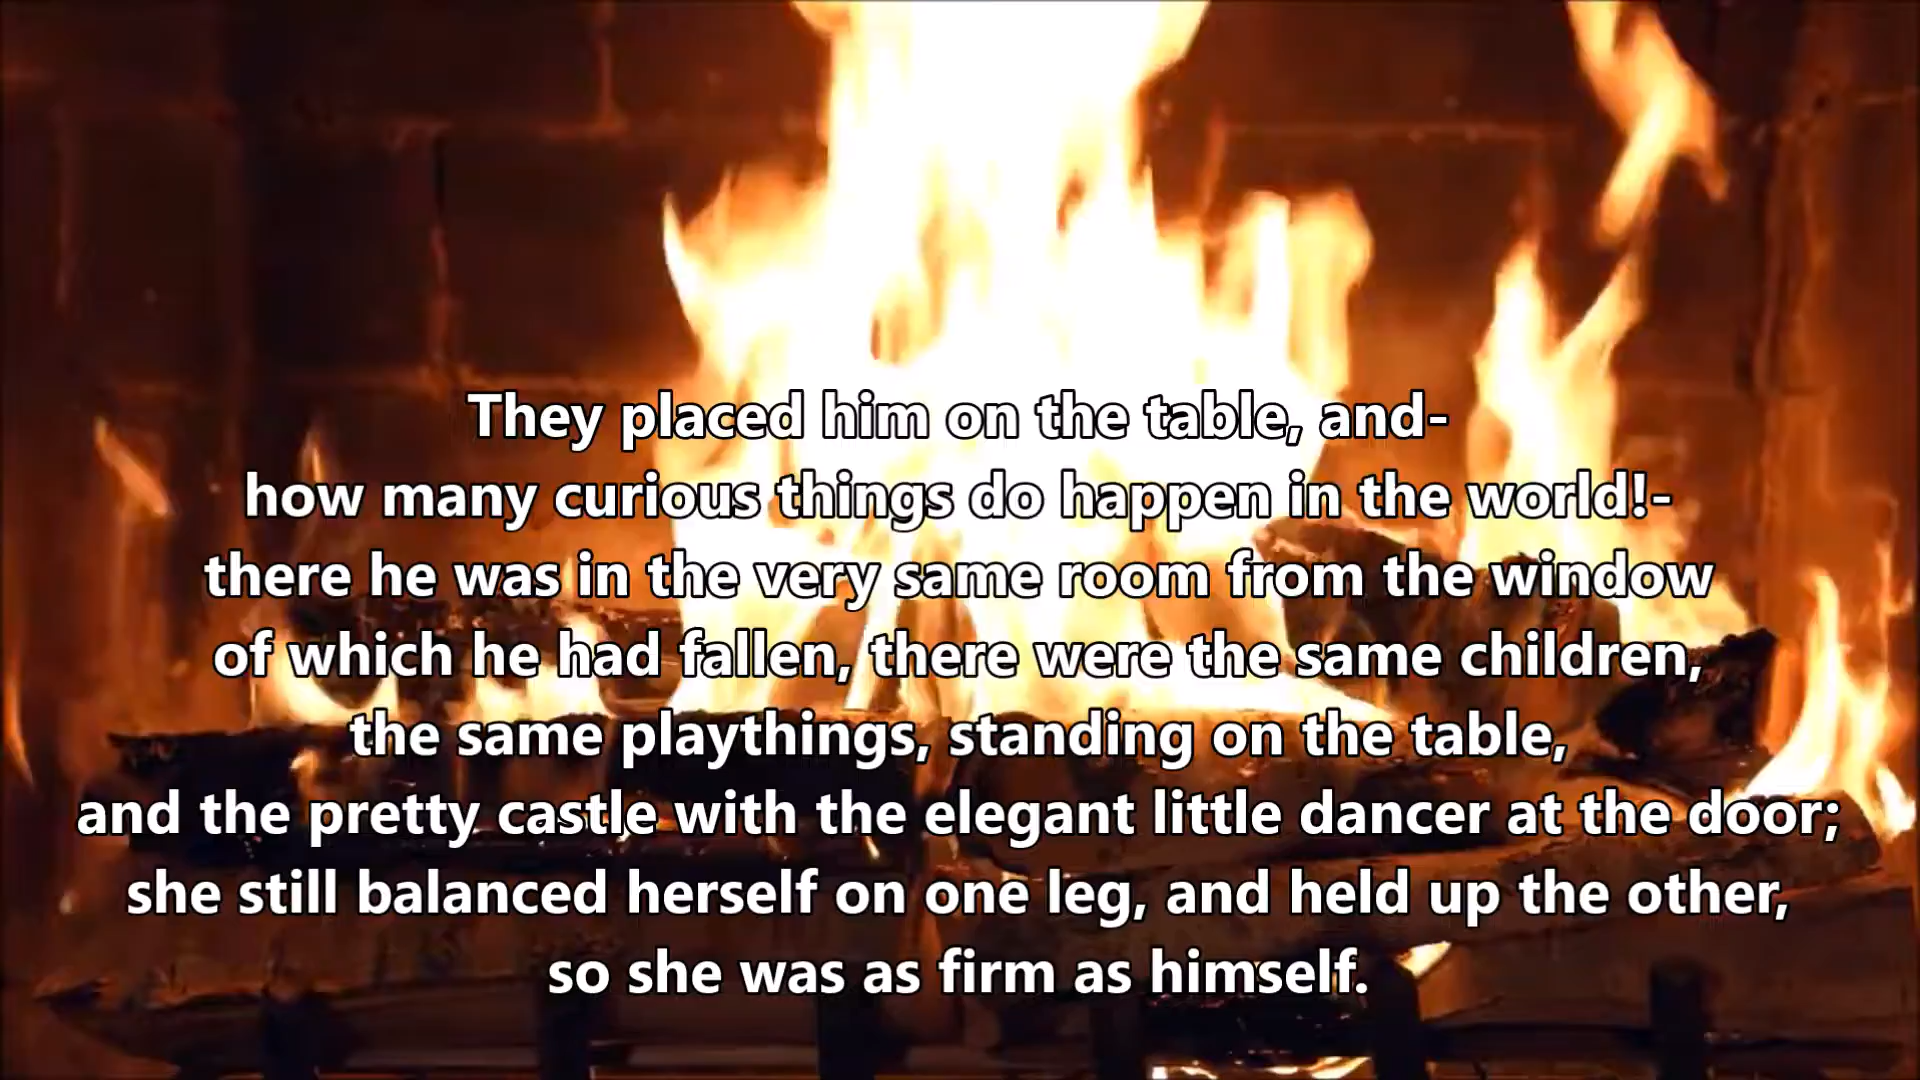 They placed him on the table, and-
how many curious things do happen in the world!-
there he was in the very same room from the window
of which he had fallen, there were the same children,
the same playthings, standing on the table,
and the pretty castle with the elegant little dancer at the door;
she still balanced herself on one leg, and held up the other,
so she was as firm as himself.